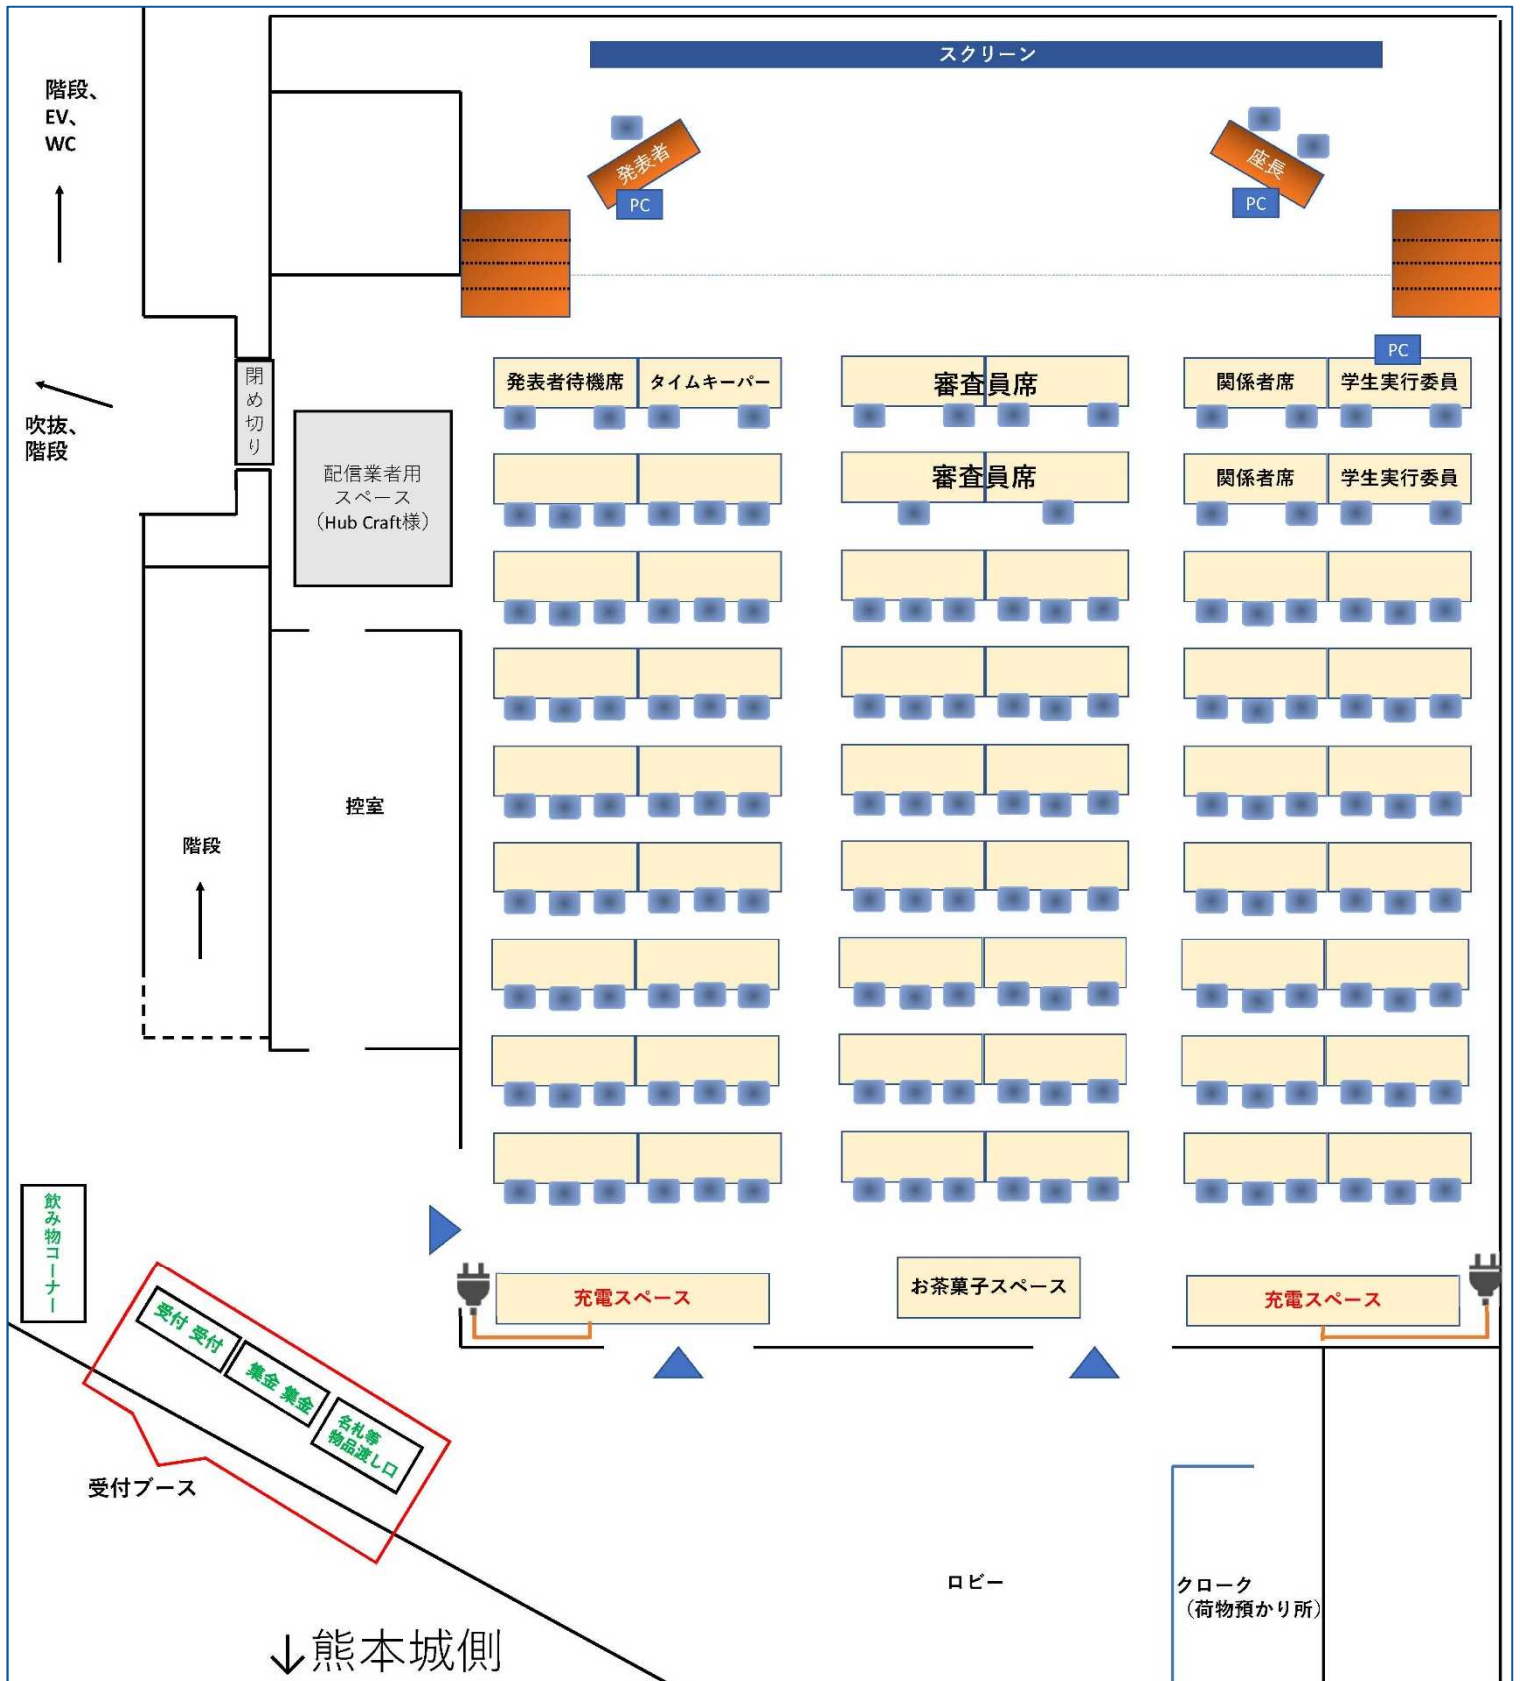 スクリーン
階段、
EV、
WC
発表者
PC
座長
PC
吹抜、
階段
閉め切り
配信業者用
スペース
（Hub Craft様）
発表者待機席
タイムキーパー
審査員席
PC
関係者席
学生実行委員
審査員席
関係者席
学生実行委員
控室
階段
飲み物コーナー
充電スペース
お茶菓子スペース
充電スペース
受付 受付
集金 集金
名札等
物品渡し口
受付ブース
ロビー
クローク
（荷物預かり所）
↓熊本城側